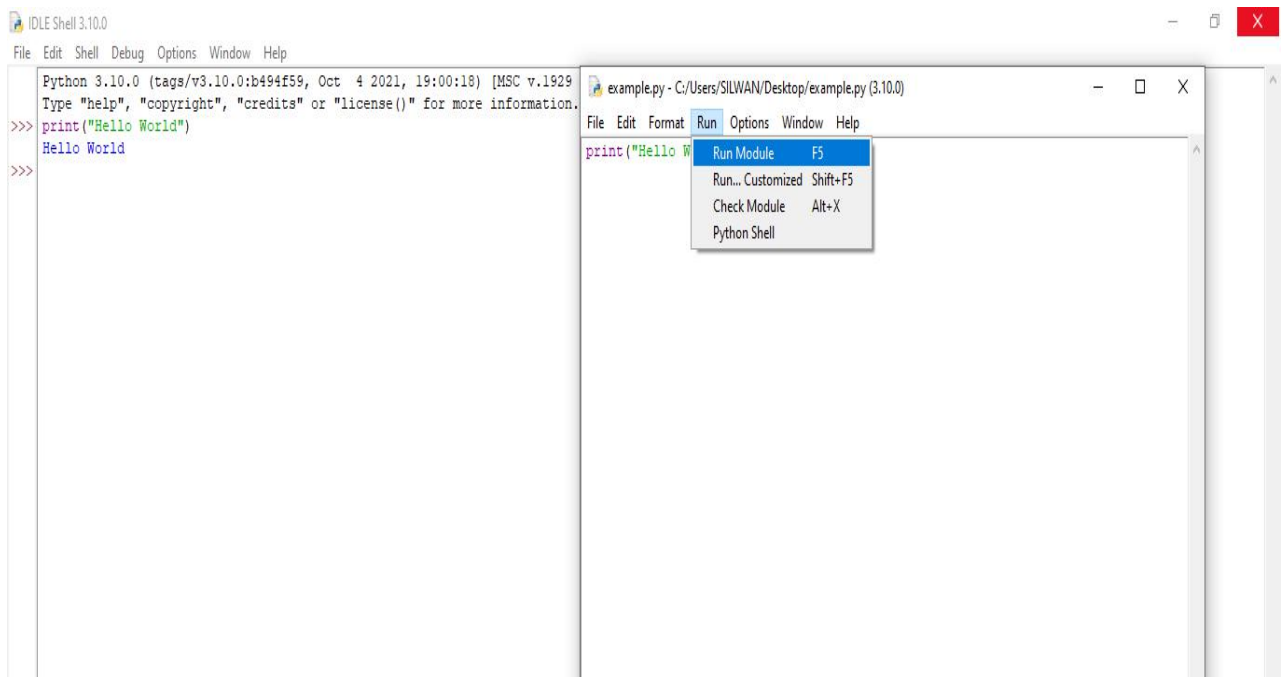 IDLE Shell 3.10.0
File Edit Shell Debug Options Window Help
Python 3.10.0 (tags/v3.10.0:b494f59, Oct  4 2021, 19:00:18) [MSC v.1929
Type "help", "copyright", "credits" or "license()" for more information.
>>> print("Hello World")
Hello World
>>>
example.py - C:/Users/SILWAN/Desktop/example.py (3.10.0)
File Edit Format Run Options Window Help
print("Hello W
Run Module F5
Run... Customized Shift+F5
Check Module Alt+X
Python Shell